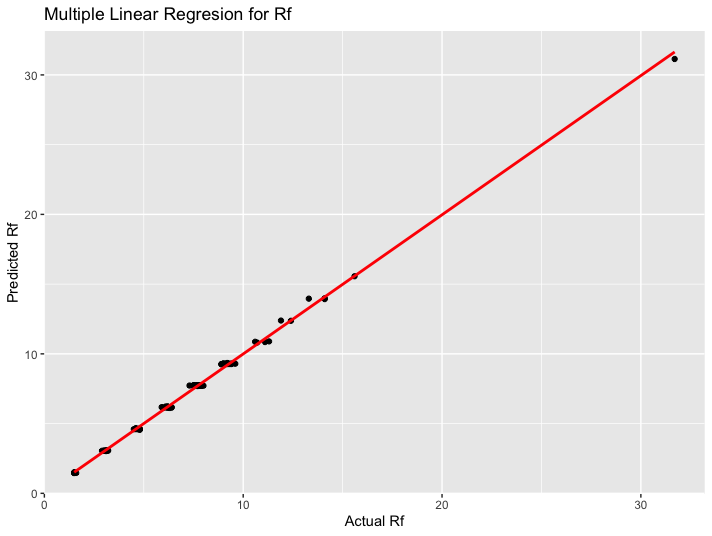 Multiple Linear Regresion for Rf
Predicted Rf
30
20
10
0
0 10 20 30
Actual Rf